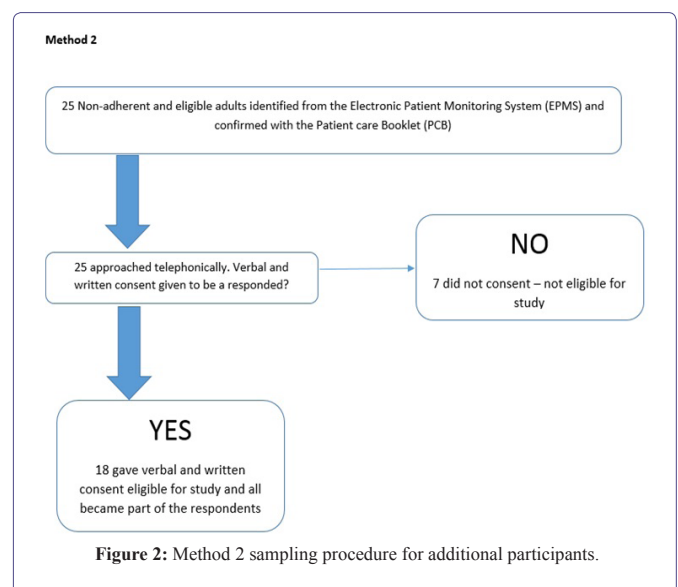 Method 2
25 Non-adherent and eligible adults identified from the Electronic Patient Monitoring System (EPMS) and
confirmed with the Patient care Booklet (PCB)
25 approached telephonically. Verbal and
written consent given to be a responded?
NO
7 did not consent – not eligible for
study
YES
18 gave verbal and written
consent eligible for study and all
became part of the respondents
Figure 2: Method 2 sampling procedure for additional participants.